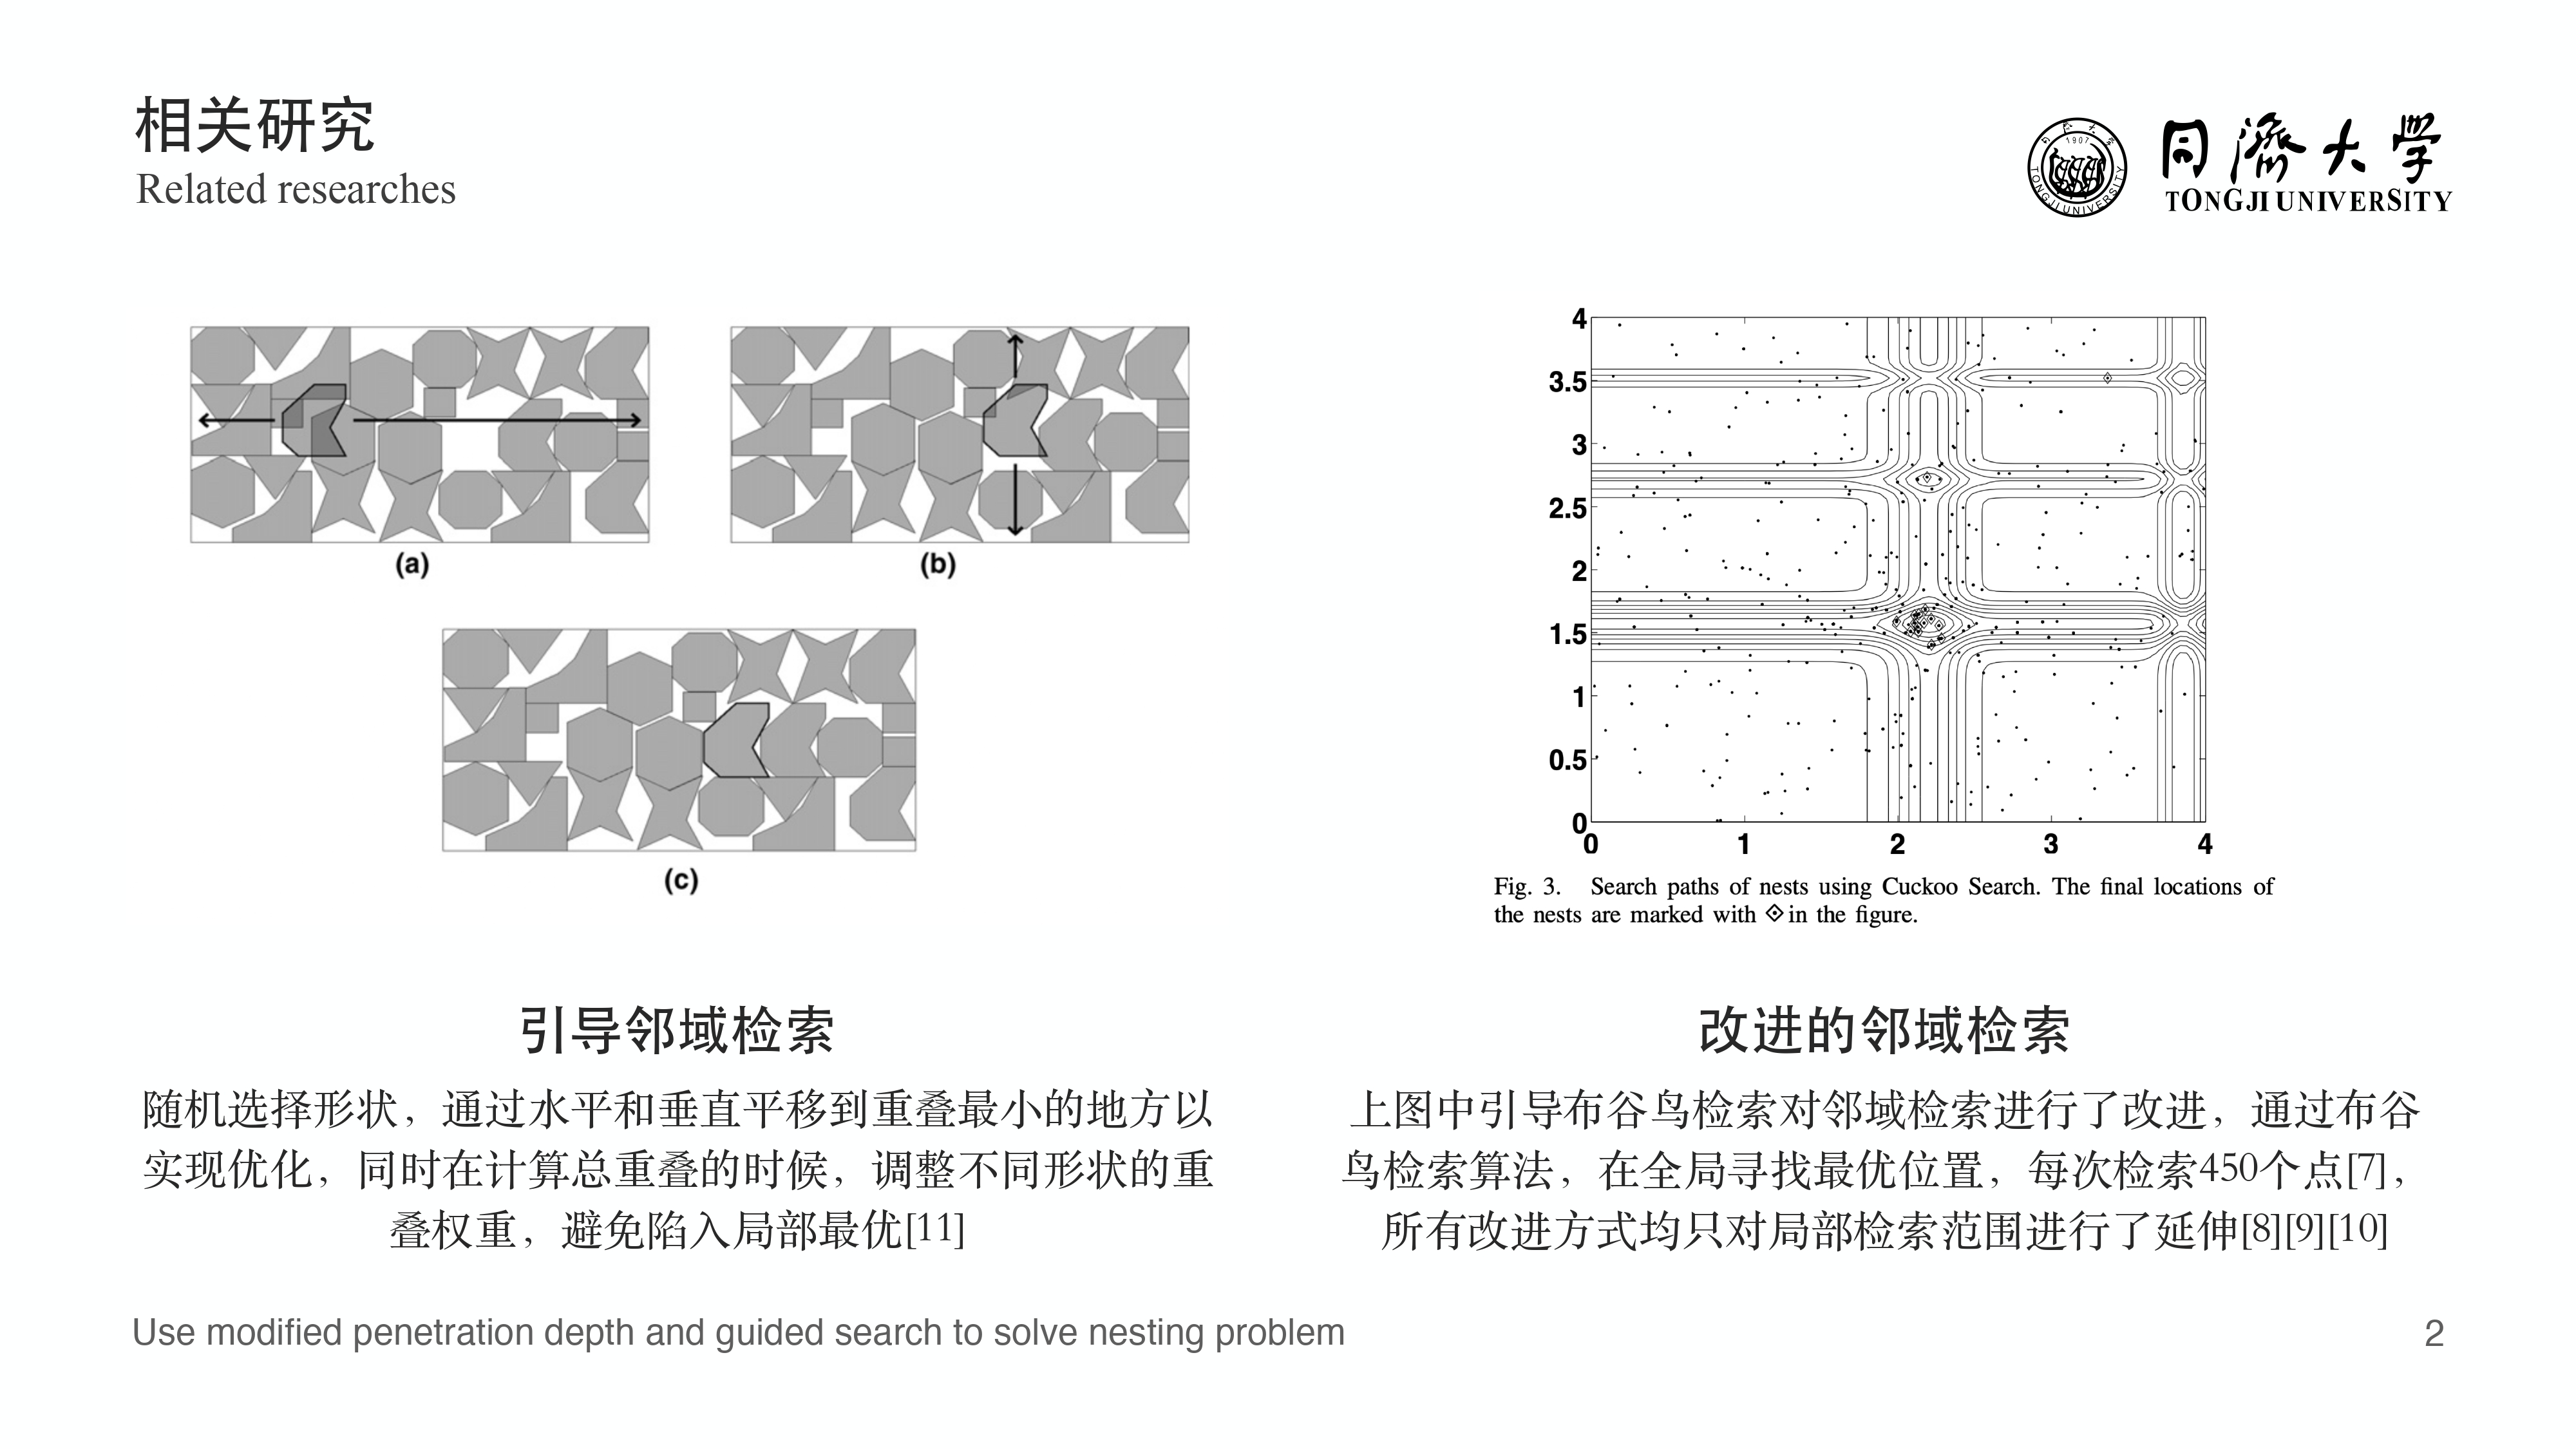 相关研究
Related researches
1907
TONGJI UNIVERSITY
同濟大学
TONGJI UNIVERSITY
(a)
(b)
(c)
4
3.5
3
2.5
2
1.5
1
0.5
0
0 1 2 3 4
Fig. 3. Search paths of nests using Cuckoo Search. The final locations of
the nests are marked with in the figure.
引导邻域检索
随机选择形状，通过水平和垂直平移到重叠最小的地方以
实现优化，同时在计算总重叠的时候，调整不同形状的重
叠权重，避免陷入局部最优[11]
改进的邻域检索
上图中引导布谷鸟检索对邻域检索进行了改进，通过布谷
鸟检索算法，在全局寻找最优位置，每次检索450个点[7]，
所有改进方式均只对局部检索范围进行了延伸[8][9][10]
Use modified penetration depth and guided search to solve nesting problem
2